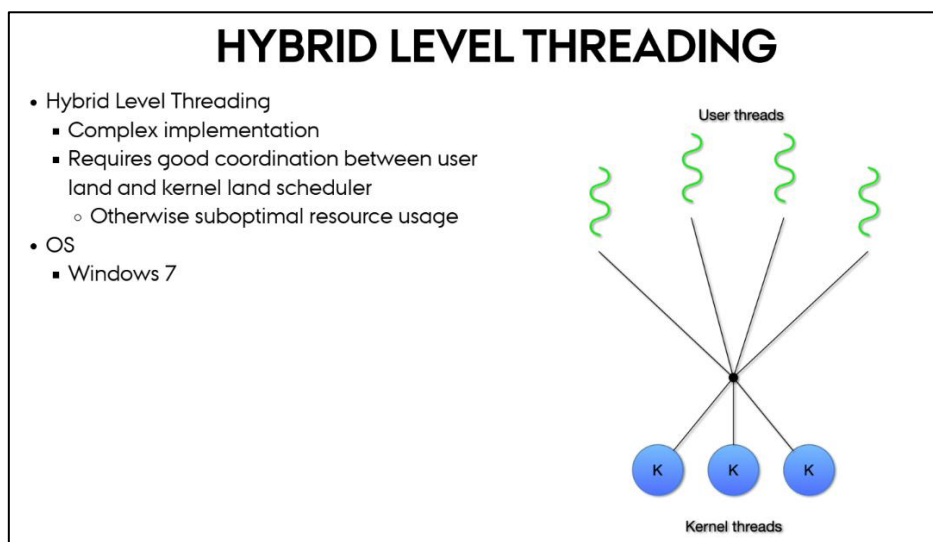 HYBRID LEVEL THREADING
• Hybrid Level Threading
▪ Complex implementation
▪ Requires good coordination between user
land and kernel land scheduler
◦ Otherwise suboptimal resource usage
• OS
▪ Windows 7
User threads
K K K
Kernel threads